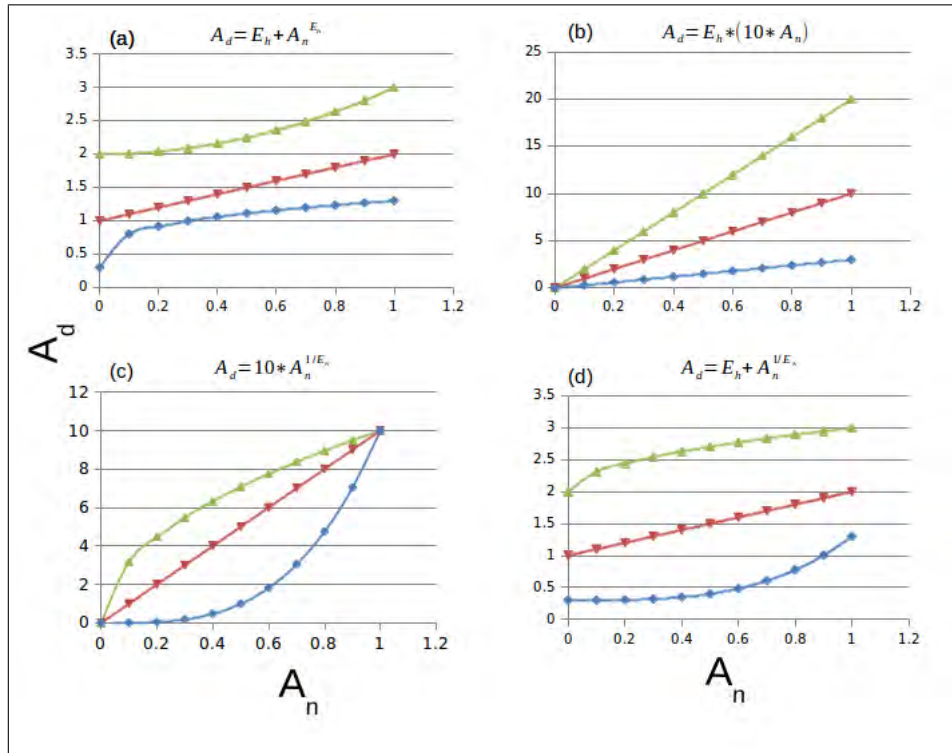 (a) A_d = E_h + A_n^{E_n}
3.5
3
2.5
2
1.5
1
0.5
0
0 0.2 0.4 0.6 0.8 1 1.2
(b) A_d = E_h * (10 * A_n)
25
20
15
10
5
0
0 0.2 0.4 0.6 0.8 1 1.2
A_d
(c) A_d = 10 * A_n^{1/E_n}
12
10
8
6
4
2
0
0 0.2 0.4 0.6 0.8 1 1.2
A_n
(d) A_d = E_h + A_n^{1/E_n}
3.5
3
2.5
2
1.5
1
0.5
0
0 0.2 0.4 0.6 0.8 1 1.2
A_n